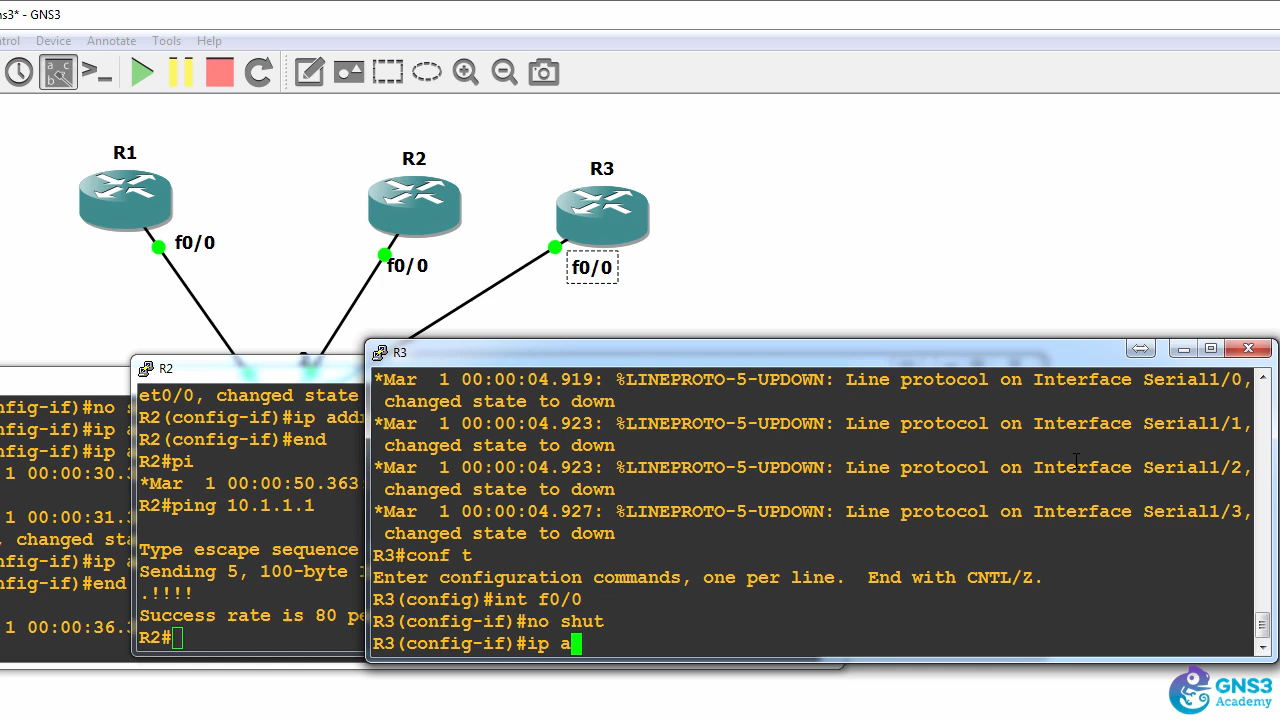 ns3* - GNS3
ntrol Device Annotate Tools Help
R1
R2
R3
f0/0
f0/0
f0/0
R2
et0/0, changed state
R2(config-if)#ip addr
R2(config-if)#end
R2#pi
*Mar  1 00:00:50.363:
R2#ping 10.1.1.1
Type escape sequence
Sending 5, 100-byte I
.!!!!
Success rate is 80 pe
R2#
nfig-if)#no s
nfig-if)#ip a
nfig-if)#ip a
1 00:00:30.
1 00:00:31.
, changed sta
nfig-if)#ip a
nfig-if)#end
1 00:00:36.3
R3
*Mar  1 00:00:04.919: %LINEPROTO-5-UPDOWN: Line protocol on Interface Serial1/0,
changed state to down
*Mar  1 00:00:04.923: %LINEPROTO-5-UPDOWN: Line protocol on Interface Serial1/1,
changed state to down
*Mar  1 00:00:04.923: %LINEPROTO-5-UPDOWN: Line protocol on Interface Serial1/2,
changed state to down
*Mar  1 00:00:04.927: %LINEPROTO-5-UPDOWN: Line protocol on Interface Serial1/3,
changed state to down
R3#conf t
Enter configuration commands, one per line.  End with CNTL/Z.
R3(config)#int f0/0
R3(config-if)#no shut
R3(config-if)#ip a
GNS3
Academy